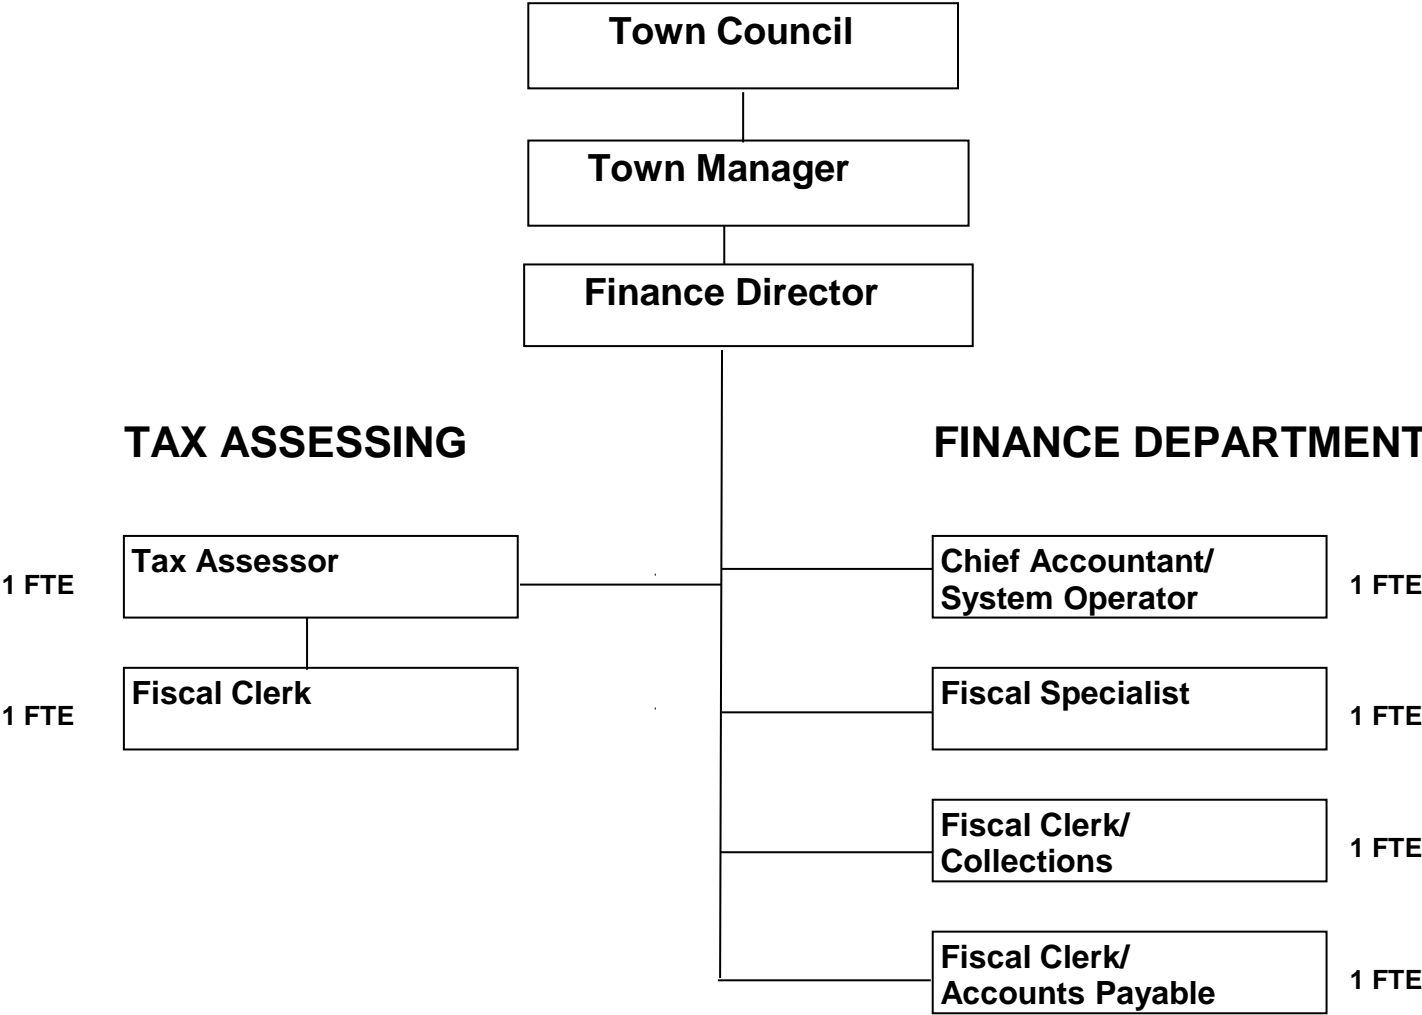 Town Council
Town Manager
Finance Director
TAX ASSESSING
FINANCE DEPARTMENT
1 FTE
Tax Assessor
Chief Accountant/
System Operator
1 FTE
1 FTE
Fiscal Clerk
Fiscal Specialist
1 FTE
Fiscal Clerk/
Collections
1 FTE
Fiscal Clerk/
Accounts Payable
1 FTE